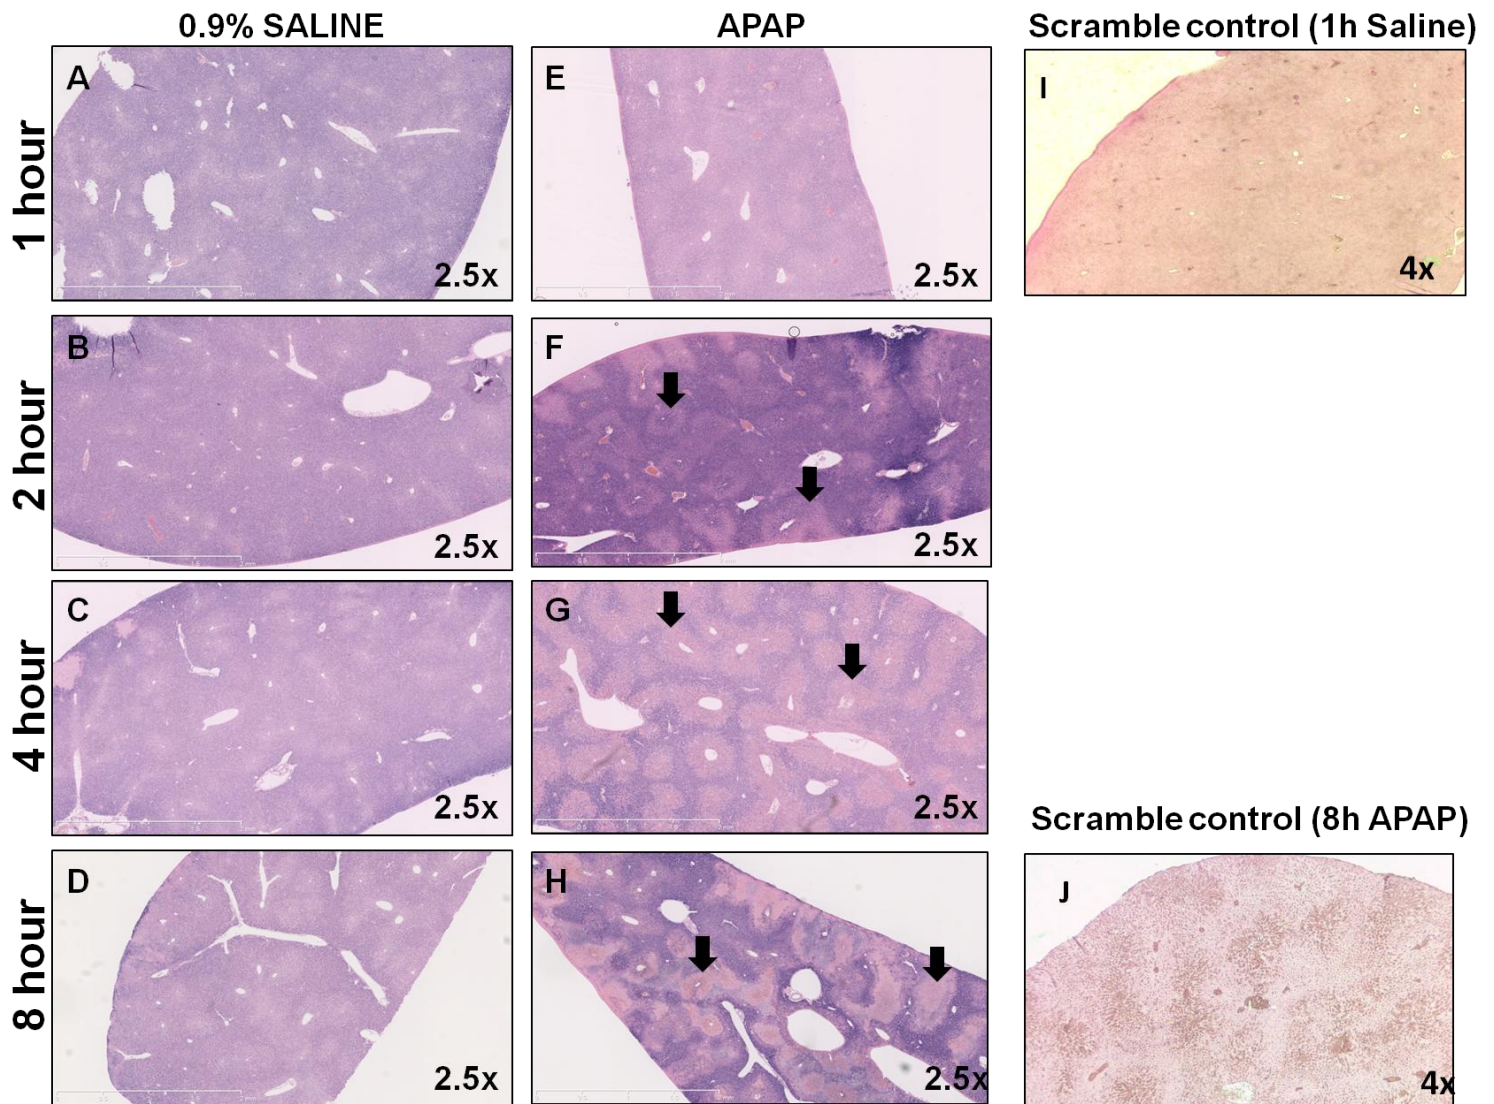 0.9% SALINE
APAP
Scramble control (1h Saline)
1 hour
A
2.5x
E
2.5x
I
4x
2 hour
B
2.5x
F
2.5x
4 hour
C
2.5x
G
2.5x
Scramble control (8h APAP)
8 hour
D
2.5x
H
2.5x
J
4x